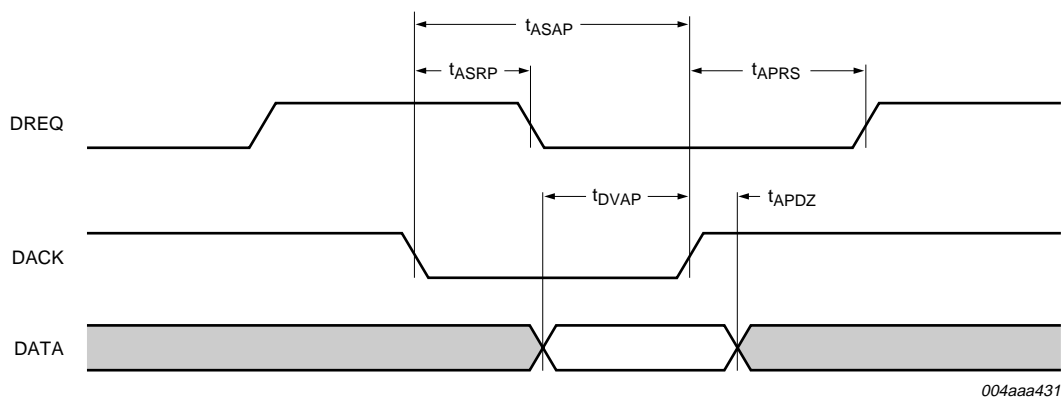 tASAP
tASRP
tAPRS
DREQ
tDVAP
tAPDZ
DACK
DATA
004aaa431